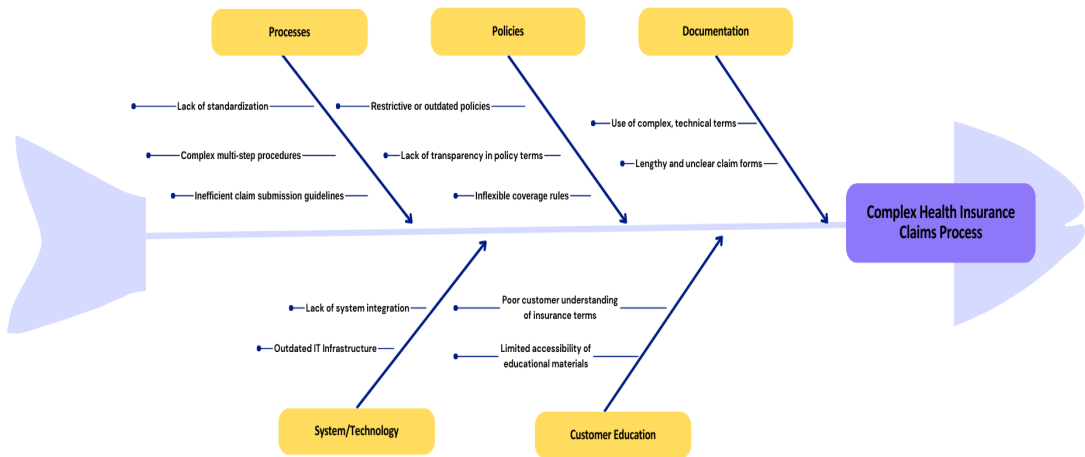 Processes
Policies
Documentation
Lack of standardization
Restrictive or outdated policies
Use of complex, technical terms
Complex multi-step procedures
Lack of transparency in policy terms
Lengthy and unclear claim forms
Inefficient claim submission guidelines
Inflexible coverage rules
Complex Health Insurance
Claims Process
Lack of system integration
Poor customer understanding
of insurance terms
Outdated IT Infrastructure
Limited accessibility of
educational materials
System/Technology
Customer Education